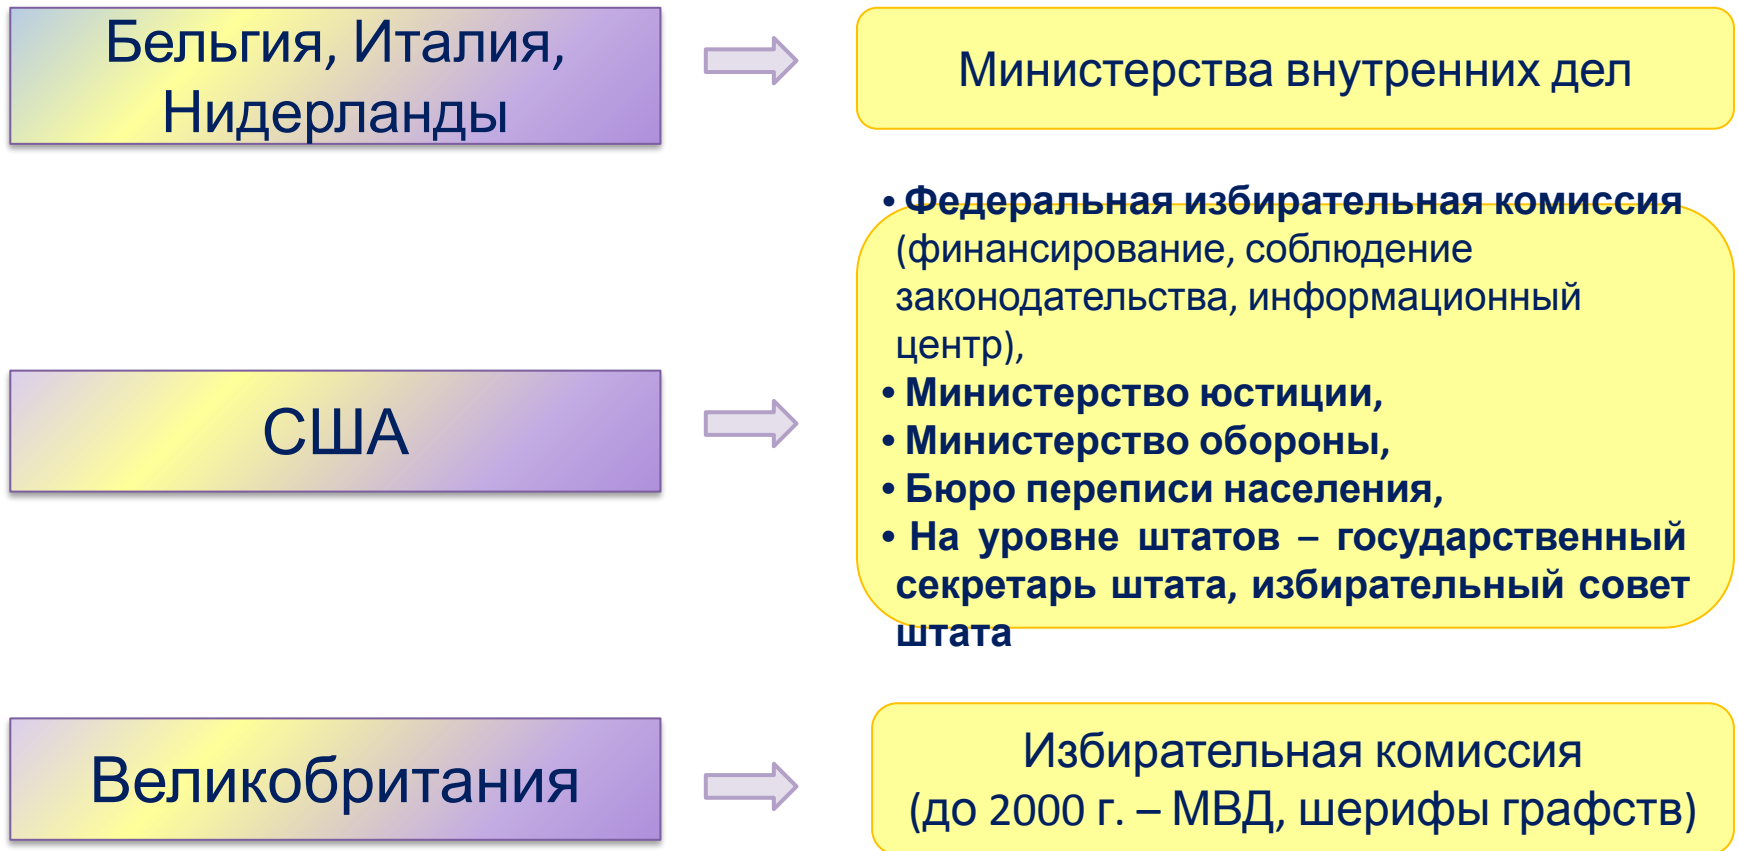 Бельгия, Италия,
Нидерланды
Министерства внутренних дел
• Федеральная избирательная комиссия
(финансирование, соблюдение
законодательства, информационный
центр),
• Министерство юстиции,
• Министерство обороны,
• Бюро переписи населения,
• На уровне штатов – государственный
секретарь штата, избирательный совет
штата
США
Великобритания
Избирательная комиссия
(до 2000 г. – МВД, шерифы графств)